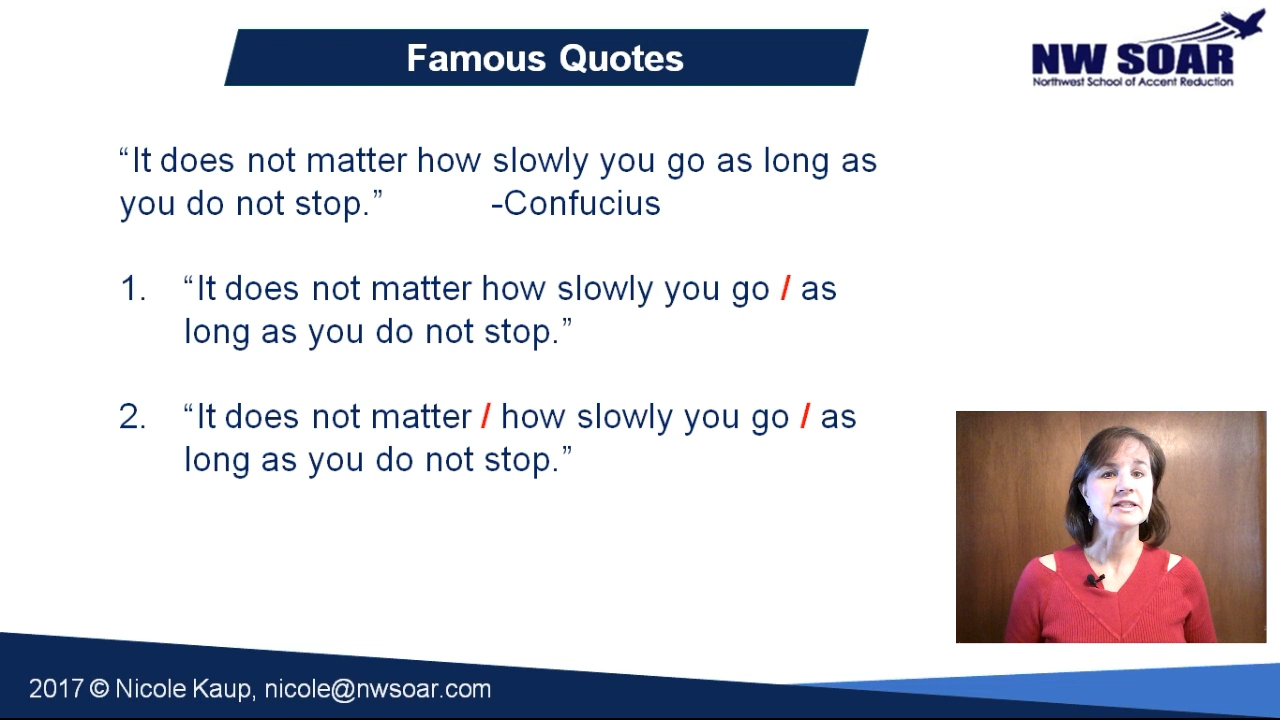 Famous Quotes
NW SOAR
Northwest School of Accent Reduction
“It does not matter how slowly you go as long as
you do not stop.” -Confucius
1. “It does not matter how slowly you go / as
long as you do not stop.”
2. “It does not matter / how slowly you go / as
long as you do not stop.”
2017 © Nicole Kaup, nicole@nwsoar.com